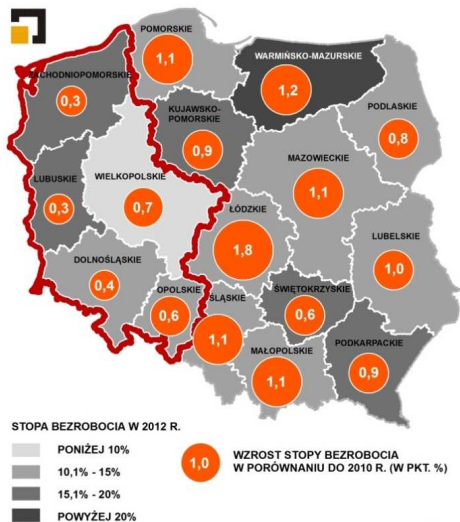 POMORSKIE
1,1
WARMIŃSKO-MAZURSKIE
1,2
ZACHODNIOPOMORSKIE
0,3
KUJAWSKO-
POMORSKIE
0,9
PODLASKIE
0,8
MAZOWIECKIE
1,1
LUBUSKIE
0,3
WIELKOPOLSKIE
0,7
ŁÓDZKIE
1,8
LUBELSKIE
1,0
DOLNOŚLĄSKIE
0,4
OPOLSKIE
0,6
ŚLĄSKIE
1,1
ŚWIĘTOKRZYSKIE
0,6
MAŁOPOLSKIE
1,1
PODKARPACKIE
0,9
STOPA BEZROBOCIA W 2012 R.
PONIŻEJ 10%
10,1% - 15%
15,1% - 20%
POWYŻEJ 20%
1,0
WZROST STOPY BEZROBOCIA
W PORÓWNANIU DO 2010 R. (W PKT. %)